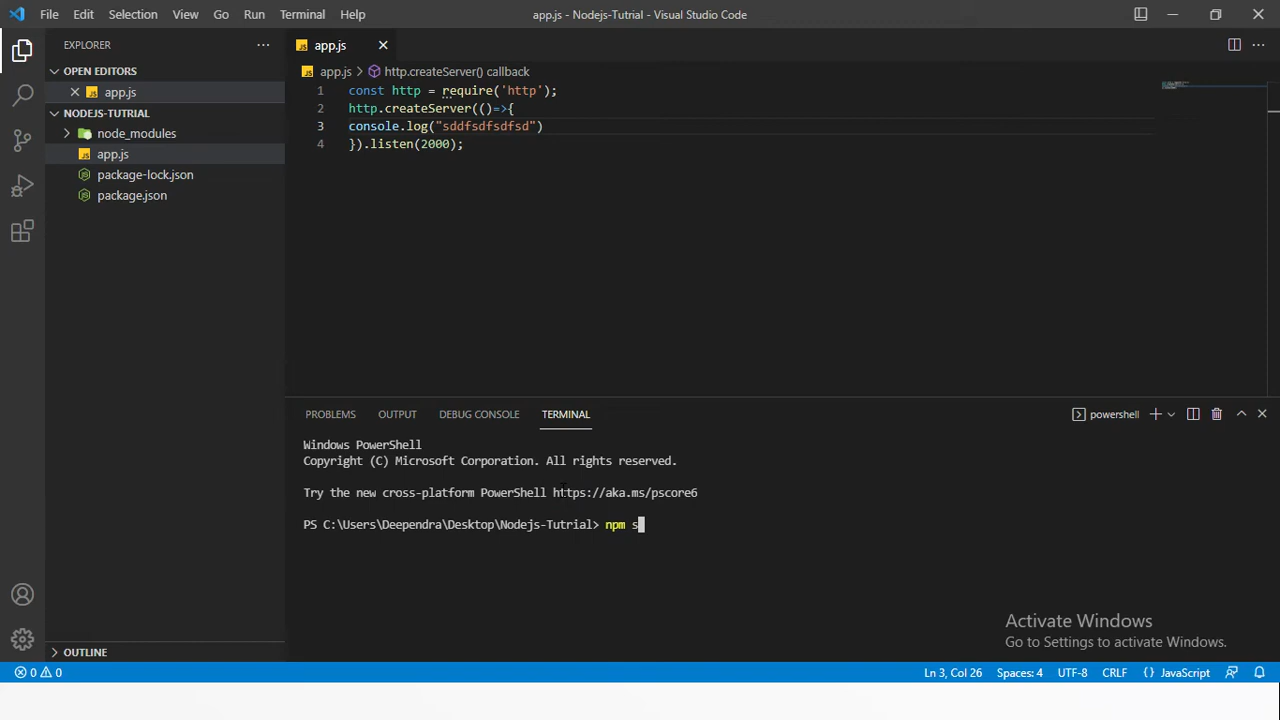 File Edit Selection View Go Run Terminal Help
app.js - Nodejs-Tutrial - Visual Studio Code
EXPLORER
OPEN EDITORS
app.js
NODEJS-TUTRIAL
node_modules
app.js
package-lock.json
package.json
OUTLINE
app.js
app.js > http.createServer() callback
1 const http = require('http');
2 http.createServer(()=>{
3 console.log("sddfsdfsdfsd")
4 }).listen(2000);
PROBLEMS OUTPUT DEBUG CONSOLE TERMINAL
powershell
Windows PowerShell
Copyright (C) Microsoft Corporation. All rights reserved.
Try the new cross-platform PowerShell https://aka.ms/pscore6
PS C:\Users\Deependra\Desktop\Nodejs-Tutrial> npm s
Activate Windows
Go to Settings to activate Windows.
0 0
Ln 3, Col 26 Spaces: 4 UTF-8 CRLF {} JavaScript